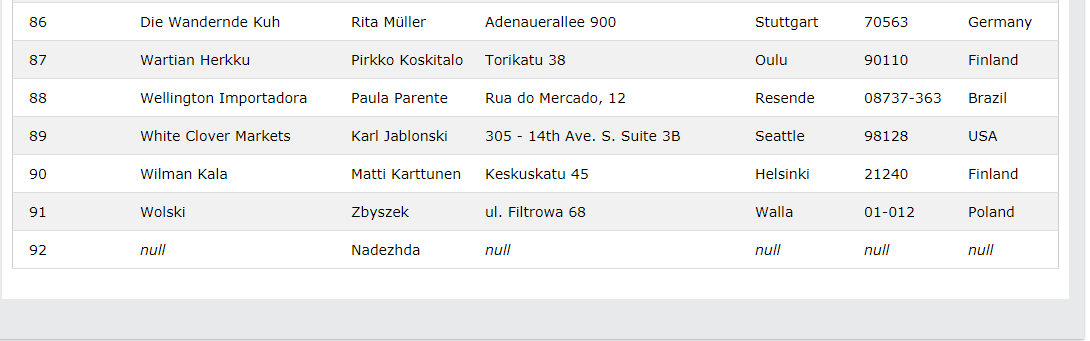 86 Die Wandernde Kuh Rita Müller Adenauerallee 900 Stuttgart 70563 Germany
87 Wartian Herkku Pirkko Koskitalo Torikatu 38 Oulu 90110 Finland
88 Wellington Importadora Paula Parente Rua do Mercado, 12 Resende 08737-363 Brazil
89 White Clover Markets Karl Jablonski 305 - 14th Ave. S. Suite 3B Seattle 98128 USA
90 Wilman Kala Matti Karttunen Keskuskatu 45 Helsinki 21240 Finland
91 Wolski Zbyszek ul. Filtrowa 68 Walla 01-012 Poland
92 null Nadezhda null null null null